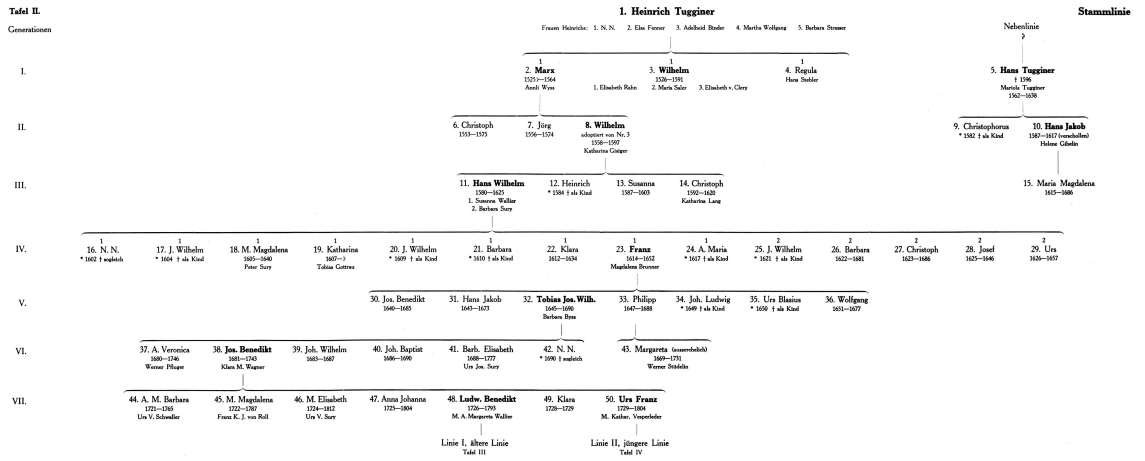 Tafel II.
1. Heinrich Tugginer
Stammlinie
Generationen
Frauen Heinrichs: 1. N. N. 2. Elsa Fenner 3. Adelheid Binder 4. Martha Wolfgang 5. Barbara Strasser
Nebenlinie
?
I.
1
2. Marx
1525?—1564
Annli Wyss
1
3. Wilhelm
1526—1591
1. Elisabeth Rahn 2. Maria Saler 3. Elisabeth v. Clery
1
4. Regula
Hans Stebler
5. Hans Tugginer
† 1596
Mariola Tugginer
1562—1638
II.
6. Christoph
1553—1575
7. Jörg
1556—1574
8. Wilhelm
adoptiert von Nr. 3
1558—1597
Katharina Gisiger
9. Christophorus
* 1582 † als Kind
10. Hans Jakob
1587—1617 (verschollen)
Helene Gibelin
III.
11. Hans Wilhelm
1580—1625
1. Susanna Wallier
2. Barbara Sury
12. Heinrich
* 1584 † als Kind
13. Susanna
1587—1603
14. Christoph
1592—1620
Katharina Lang
15. Maria Magdalena
1615—1686
IV.
1
16. N. N.
* 1602 † sogleich
1
17. J. Wilhelm
* 1604 † als Kind
1
18. M. Magdalena
1605—1640
Peter Sury
1
19. Katharina
1607—?
Tobias Gottrau
1
20. J. Wilhelm
* 1609 † als Kind
1
21. Barbara
* 1610 † als Kind
1
22. Klara
1612—1634
1
23. Franz
1614—1652
Magdalena Brunner
1
24. A. Maria
* 1617 † als Kind
2
25. J. Wilhelm
* 1621 † als Kind
2
26. Barbara
1622—1681
2
27. Christoph
1623—1686
2
28. Josef
1625—1646
2
29. Urs
1626—1657
V.
30. Jos. Benedikt
1640—1685
31. Hans Jakob
1643—1673
32. Tobias Jos. Wilh.
1645—1690
Barbara Byss
33. Philipp
1647—1688
34. Joh. Ludwig
* 1649 † als Kind
35. Urs Blasius
* 1650 † als Kind
36. Wolfgang
1651—1677
VI.
37. A. Veronica
1680—1746
Werner Pfluger
38. Jos. Benedikt
1681—1743
Klara M. Wagner
39. Joh. Wilhelm
1683—1687
40. Joh. Baptist
1686—1690
41. Barb. Elisabeth
1688—1777
Urs Jos. Sury
42. N. N.
* 1690 † sogleich
43. Margareta (ausserehelich)
1669—1731
Werner Stüdelin
VII.
44. A. M. Barbara
1721—1765
Urs V. Schwaller
45. M. Magdalena
1722—1787
Franz K. J. von Roll
46. M. Elisabeth
1724—1812
Urs V. Sury
47. Anna Johanna
1725—1804
48. Ludw. Benedikt
1726—1793
M. A. Margareta Wallier
49. Klara
1728—1729
50. Urs Franz
1729—1804
M. Kathar. Vesperleder
Linie I, ältere Linie
Tafel III
Linie II, jüngere Linie
Tafel IV